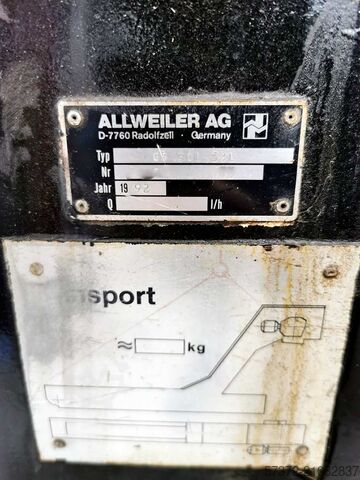 ALLWEILER AG
D-7760 Radolfzell · Germany
Typ
Nr
Jahr 19 92
Q l/h
nsport
≈ kg